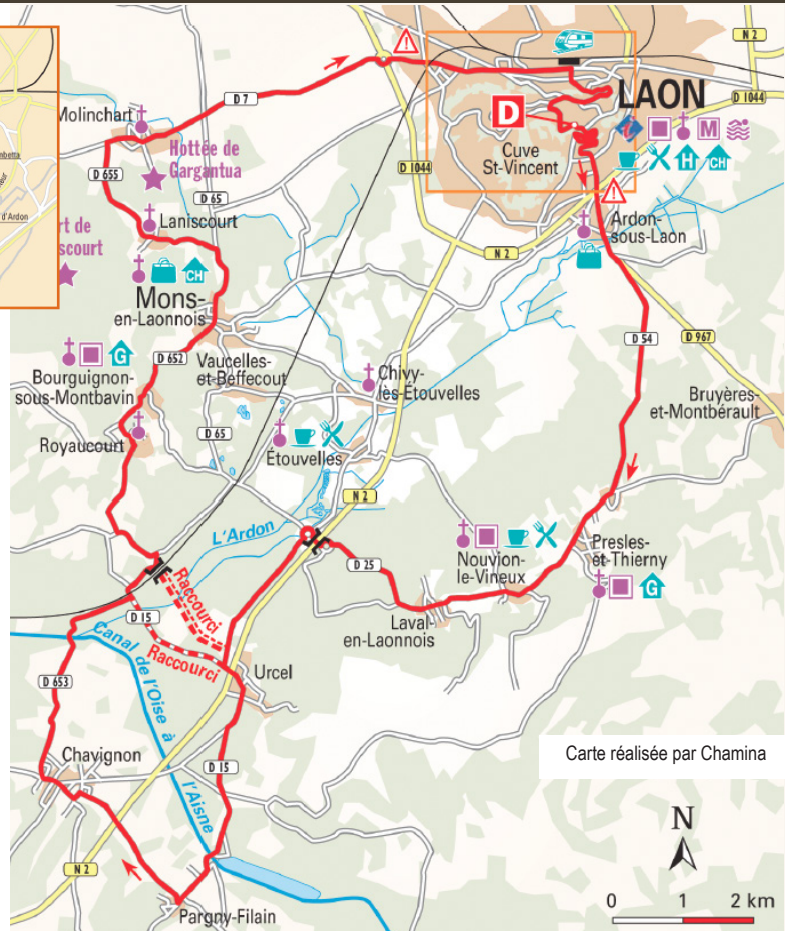 N 2
LAON
D 1044
D 7
Molinchart
Hottée de
Gargantua
D 655
D 65
D
Cuve
St-Vincent
i
M
H
CH
D 1044
Laniscourt
d'Ardon
rt de
scourt
CH
Mons-
en-Laonnois
N 2
Ardon-
sous-Laon
D 54
D 967
G
Bourguignon-
sous-Montbavin
D 652
Vaucelles-
et-Beffecout
Chivy-
lès-Étouvelles
Bruyères-
et-Montbérault
Royaucourt
D 65
Étouvelles
N 2
L'Ardon
D 25
Nouvion-
le-Vineux
Presles-
et-Thierny
G
Raccourci
D 15
Raccourci
Laval-
en-Laonnois
Urcel
Canal de l'Oise à
l'Aisne
D 653
Chavignon
D 15
Carte réalisée par Chamina
N
N 2
Pargny-Filain
0 1 2 km